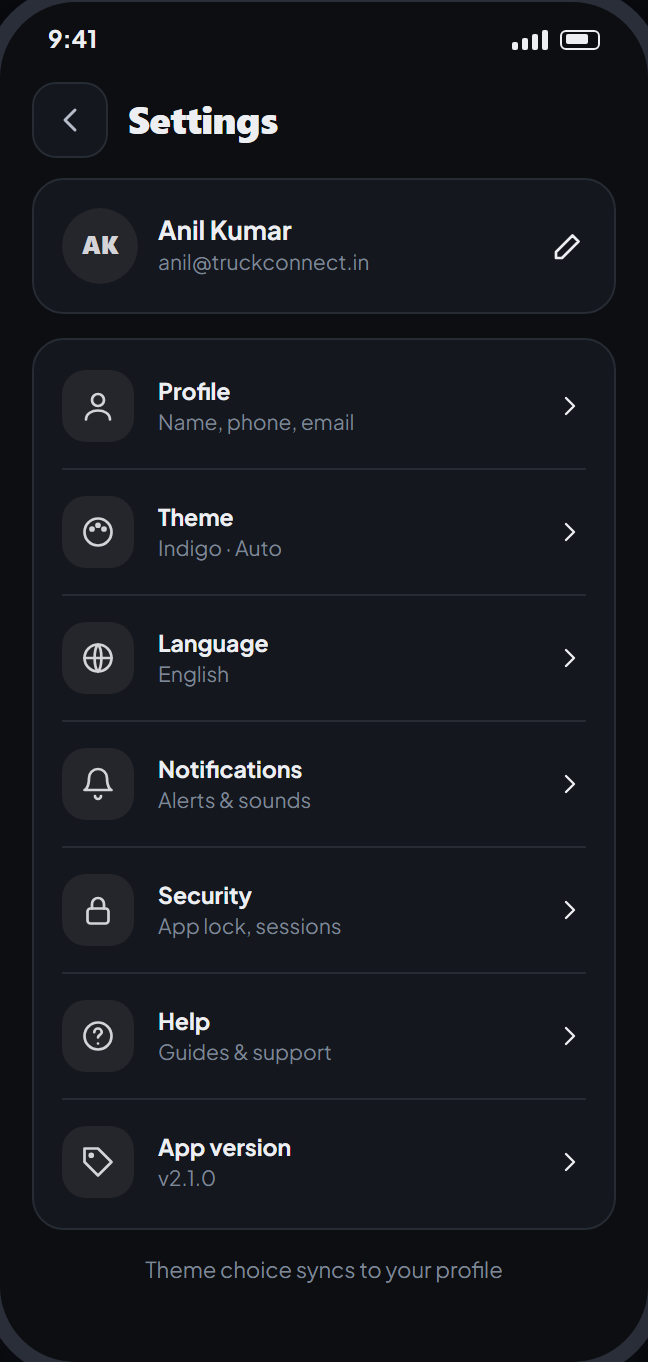 9:41
Settings
AK
Anil Kumar
anil@truckconnect.in
Profile
Name, phone, email
Theme
Indigo · Auto
Language
English
Notifications
Alerts & sounds
Security
App lock, sessions
Help
Guides & support
App version
v2.1.0
Theme choice syncs to your profile